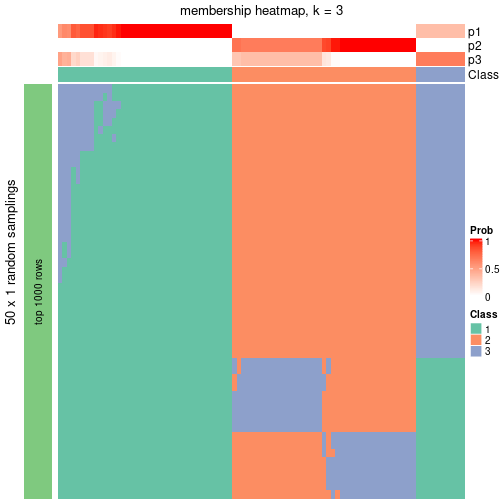 membership heatmap, k = 3
p1
p2
p3
Class
50 x 1 random samplings
top 1000 rows
Prob
1
0.5
0
Class
1
2
3